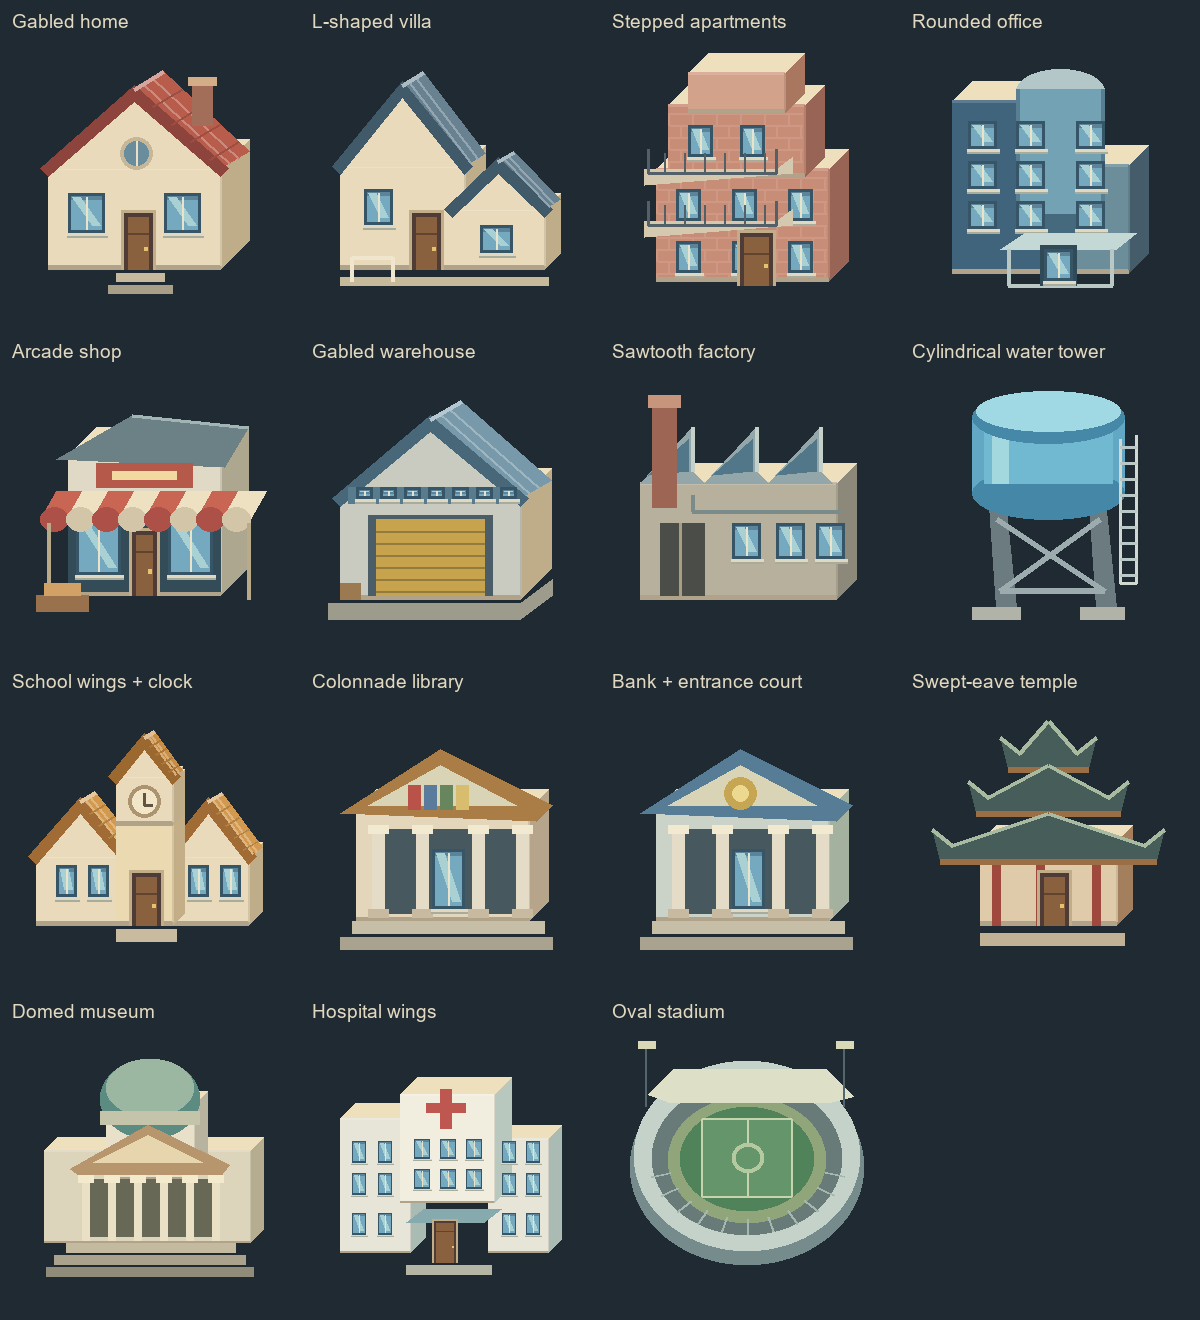 Gabled home
L-shaped villa
Stepped apartments
Rounded office
Arcade shop
Gabled warehouse
Sawtooth factory
Cylindrical water tower
School wings + clock
Colonnade library
Bank + entrance court
Swept-eave temple
Domed museum
Hospital wings
Oval stadium